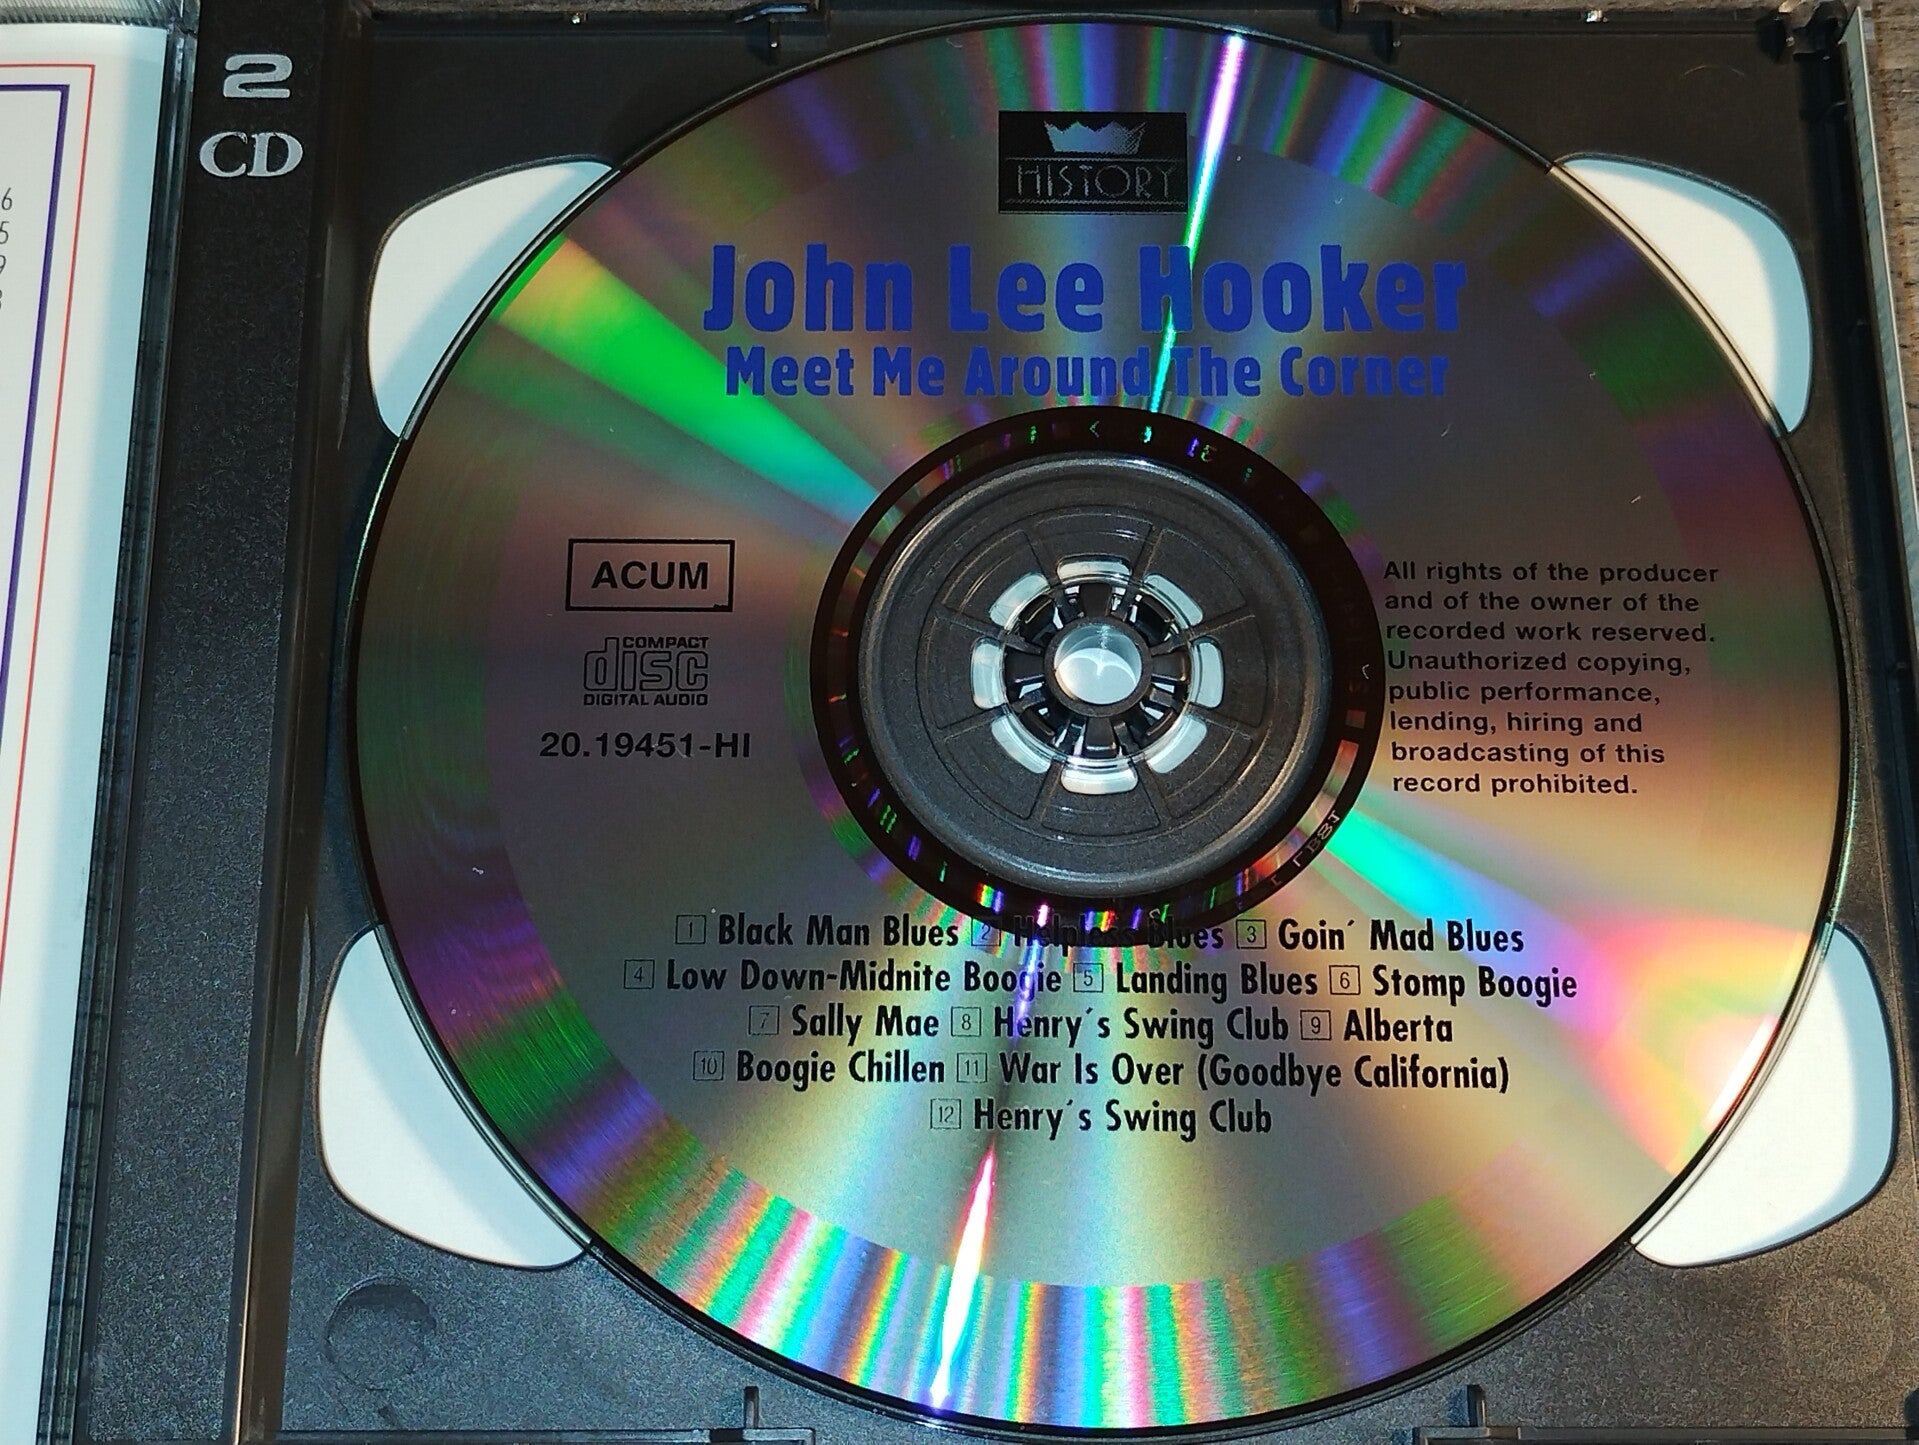 2
CD
6
5
9
HISTORY
John Lee Hooker
Meet Me Around The Corner
ACUM
COMPACT
disc
DIGITAL AUDIO
20.19451-HI
All rights of the producer
and of the owner of the
recorded work reserved.
Unauthorized copying,
public performance,
lending, hiring and
broadcasting of this
record prohibited.
1 Black Man Blues 2 Helpless Blues 3 Goin´ Mad Blues
4 Low Down-Midnite Boogie 5 Landing Blues 6 Stomp Boogie
7 Sally Mae 8 Henry´s Swing Club 9 Alberta
10 Boogie Chillen 11 War Is Over (Goodbye California)
12 Henry´s Swing Club